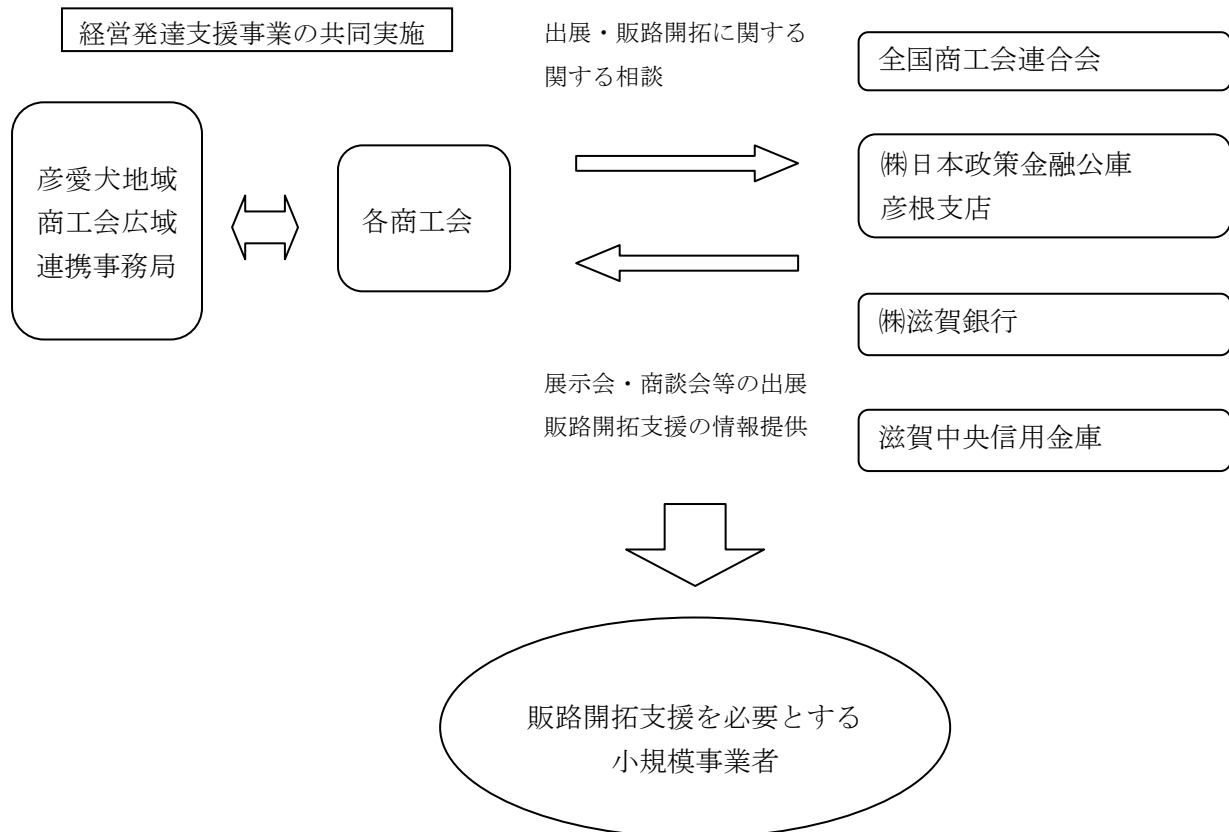 経営発達支援事業の共同実施
彦愛犬地域
商工会広域
連携事務局
各商工会
出展・販路開拓に関する
関する相談
展示会・商談会等の出展
販路開拓支援の情報提供
全国商工会連合会
㈱日本政策金融公庫
彦根支店
㈱滋賀銀行
滋賀中央信用金庫
販路開拓支援を必要とする
小規模事業者